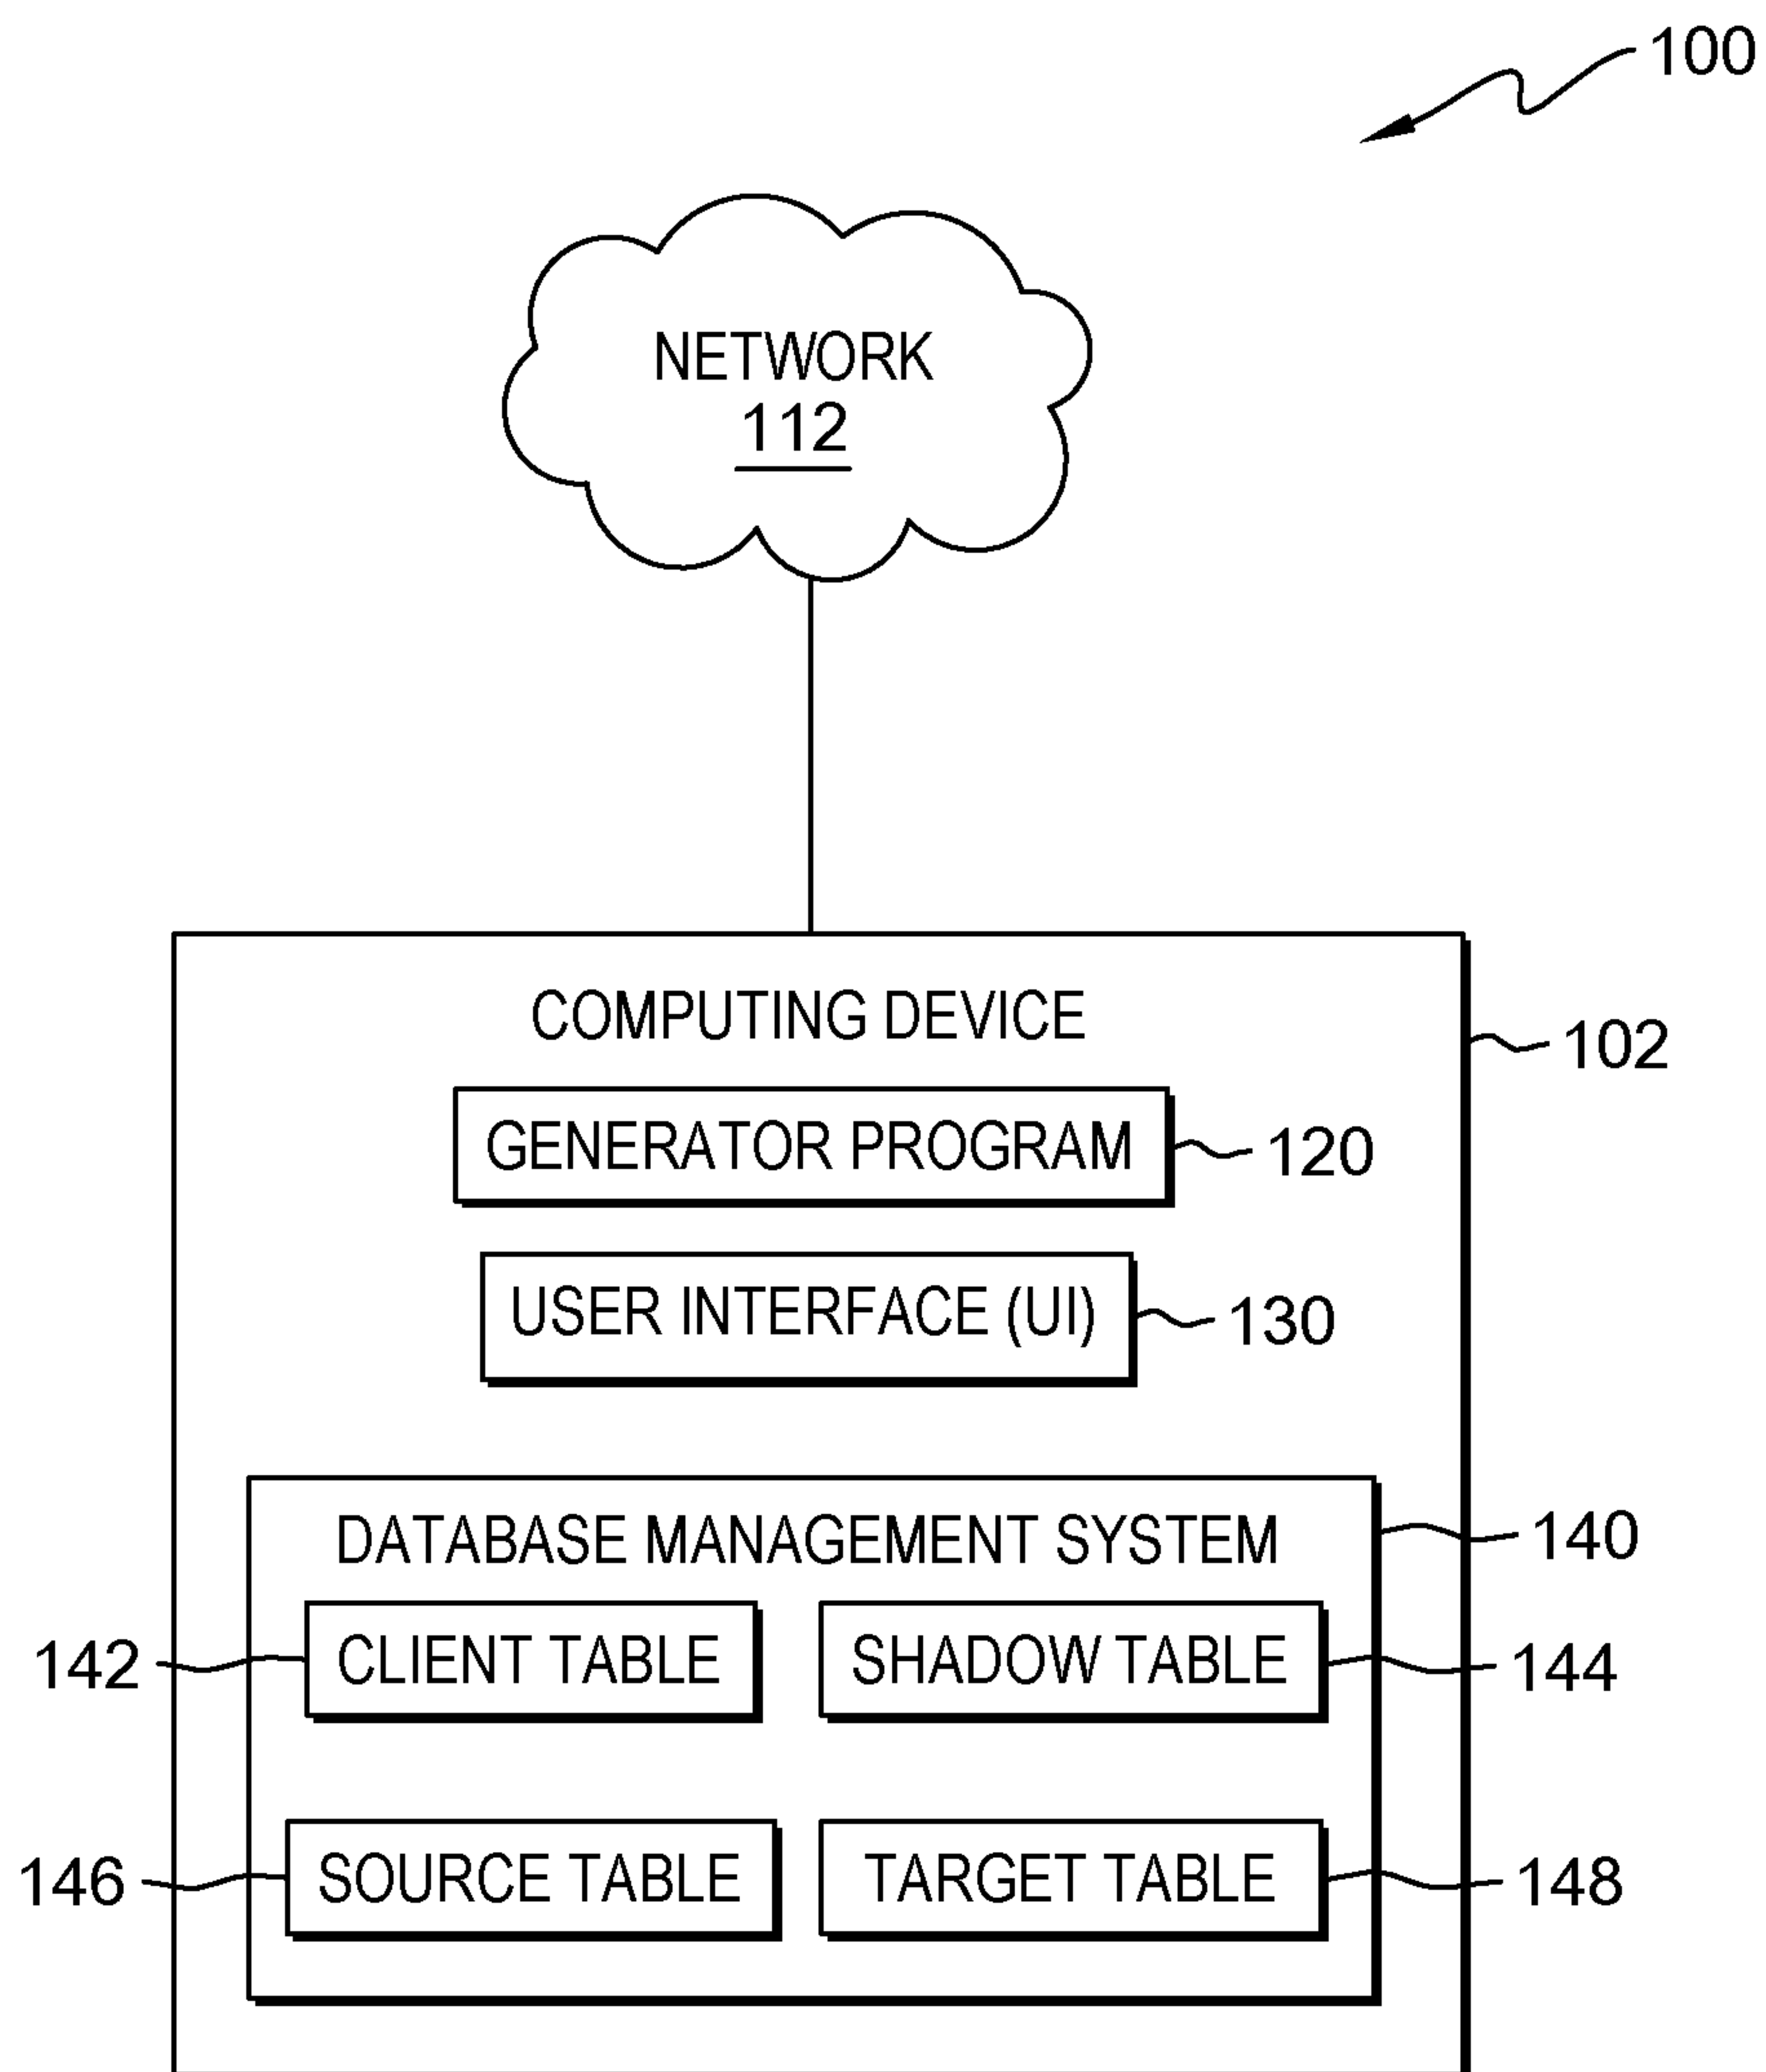 100
NETWORK
112
COMPUTING DEVICE
102
GENERATOR PROGRAM
120
USER INTERFACE (UI)
130
DATABASE MANAGEMENT SYSTEM
140
142
CLIENT TABLE
SHADOW TABLE
144
146
SOURCE TABLE
TARGET TABLE
148